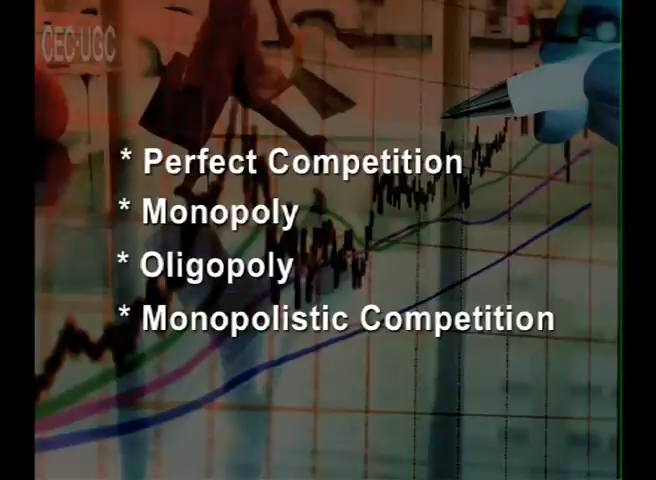 CEC-UGC
* Perfect Competition
* Monopoly
* Oligopoly
* Monopolistic Competition